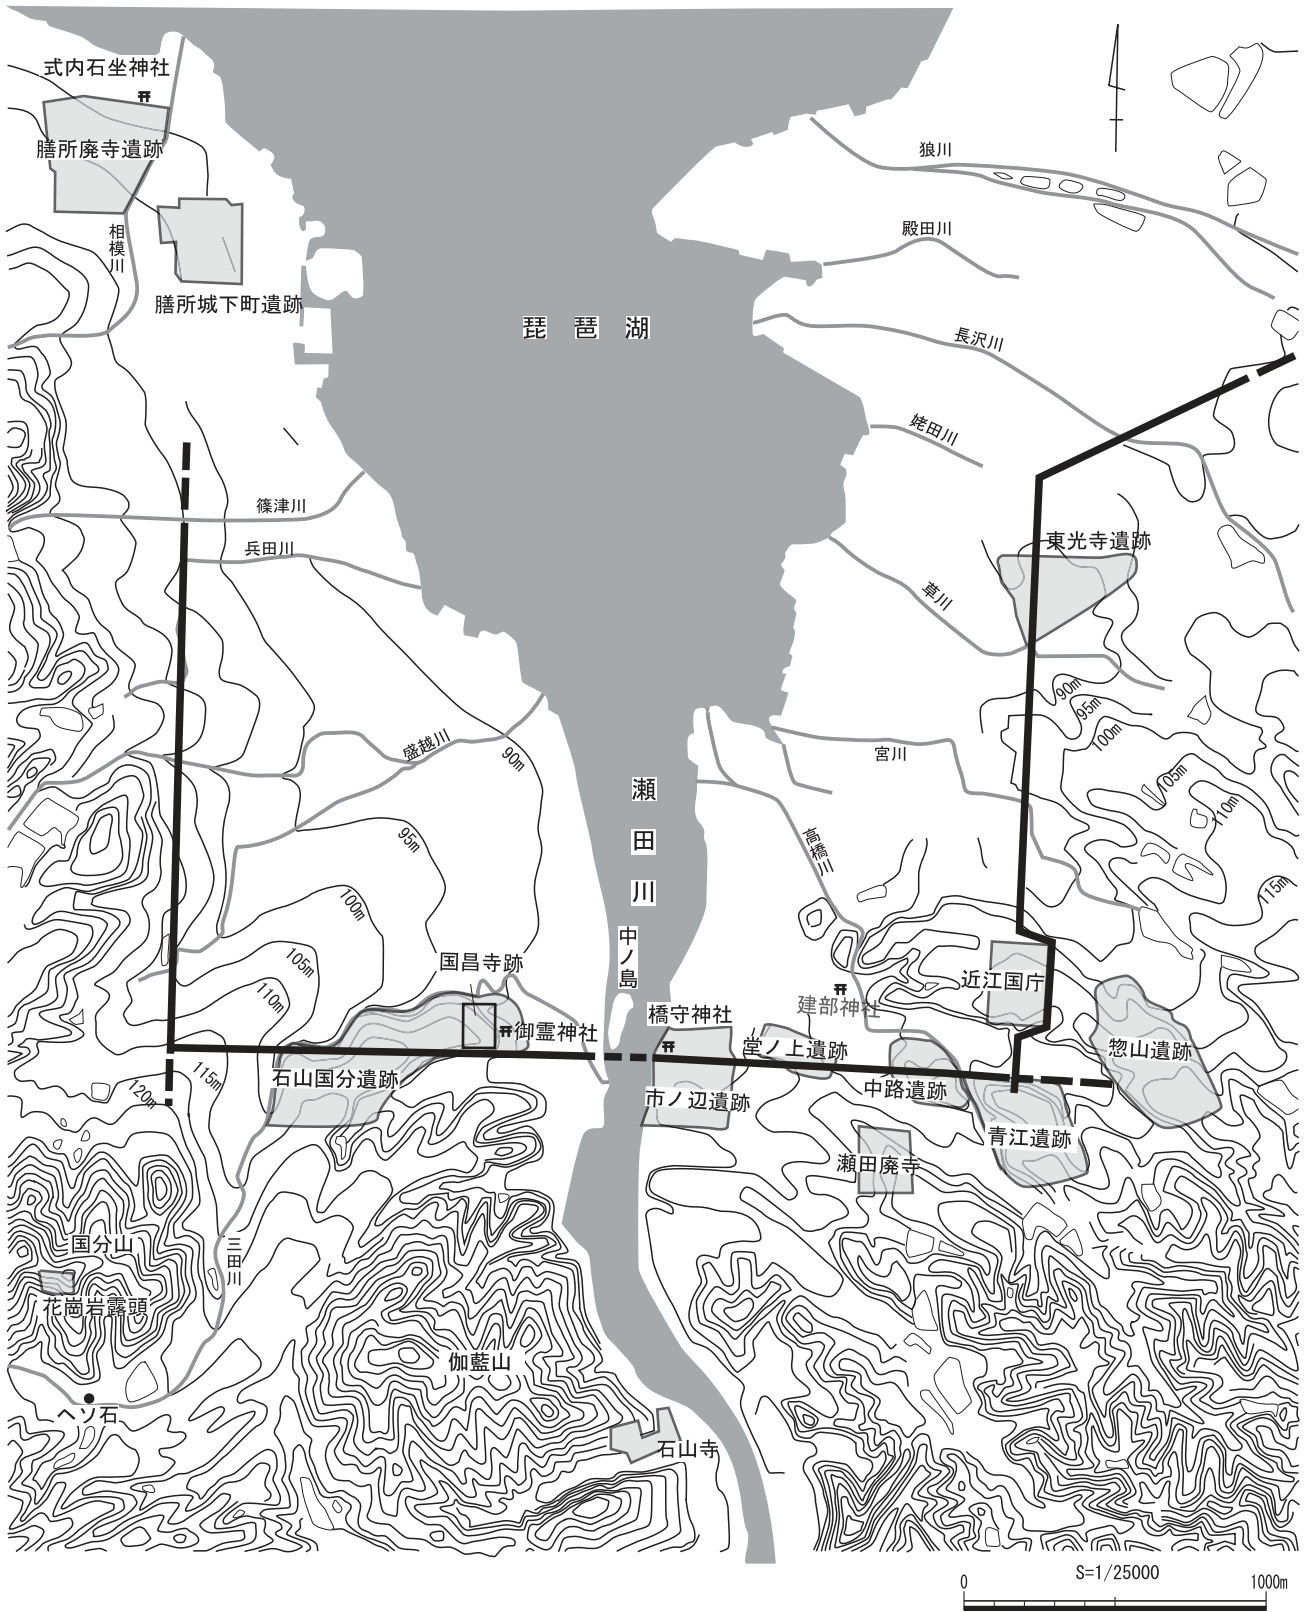 式内石坐神社
膳所廃寺遺跡
相模川
膳所城下町遺跡
琵琶湖
狼川
殿田川
長沢川
姥田川
篠津川
兵田川
東光寺遺跡
草川
90m
95m
100m
105m
110m
115m
盛越川
90m
宮川
瀬田川
95m
高橋川
100m
中ノ島
国昌寺跡
105m
110m
近江国庁
建部神社
橋守神社
御霊神社
堂ノ上遺跡
惣山遺跡
石山国分遺跡
115m
120m
中路遺跡
市ノ辺遺跡
青江遺跡
瀬田廃寺
国分山
三田川
花崗岩露頭
伽藍山
ヘソ石
石山寺
S=1/25000
0
1000m